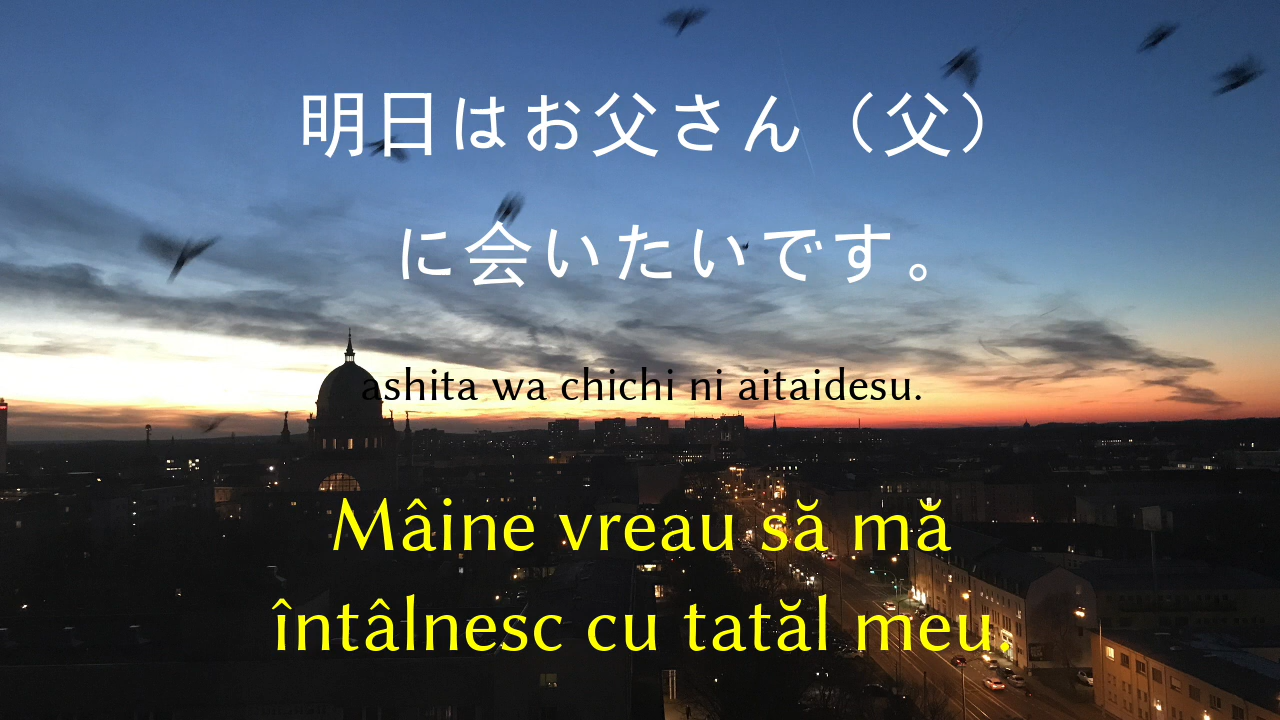 明日はお父さん（父）
に会いたいです。
ashita wa chichi ni aitaidesu.
Mâine vreau să mă
întâlnesc cu tatăl meu.